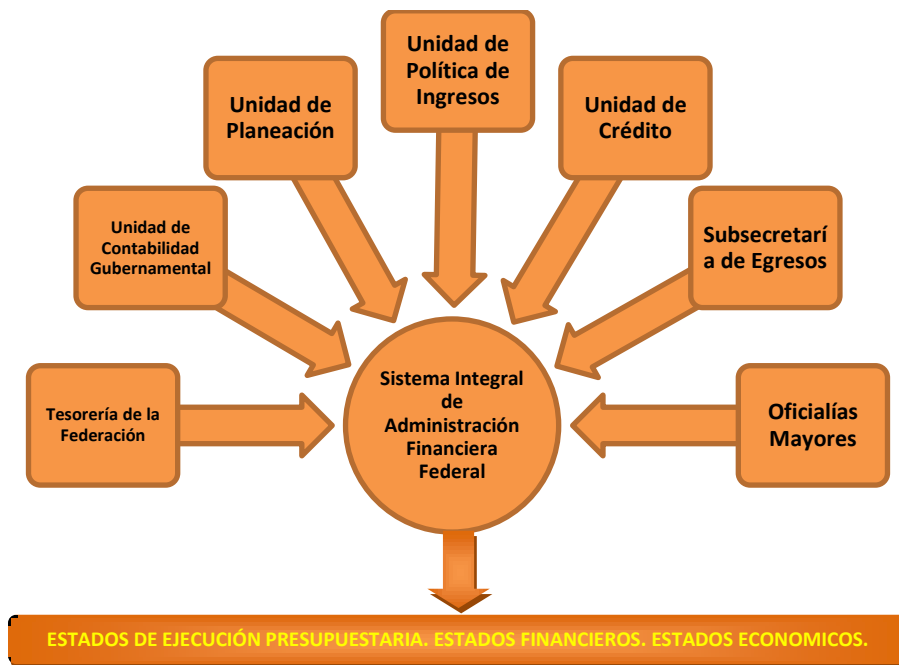 Unidad de
Política de
Ingresos
Unidad de
Planeación
Unidad de
Crédito
Unidad de
Contabilidad
Gubernamental
Subsecretarí
a de Egresos
Tesorería de la
Federación
Sistema Integral
de
Administración
Financiera
Federal
Oficialías
Mayores
ESTADOS DE EJECUCIÓN PRESUPUESTARIA. ESTADOS FINANCIEROS. ESTADOS ECONOMICOS.